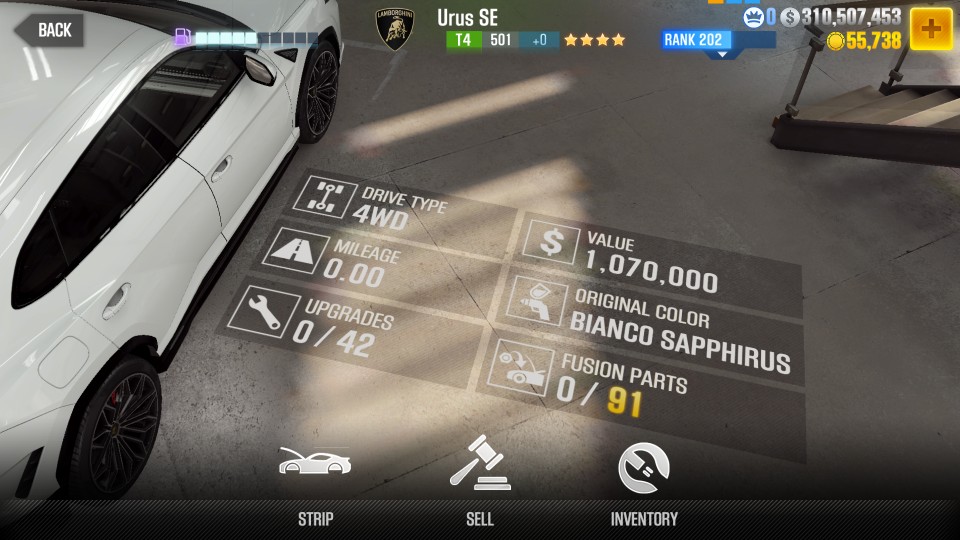 BACK
LAMBORGHINI
Urus SE
T4 501 +0
RANK 202
0 310,507,453
55,738
DRIVE TYPE
4WD
MILEAGE
0.00
UPGRADES
0 / 42
VALUE
1,070,000
ORIGINAL COLOR
BIANCO SAPPHIRUS
FUSION PARTS
0 / 91
STRIP
SELL
INVENTORY